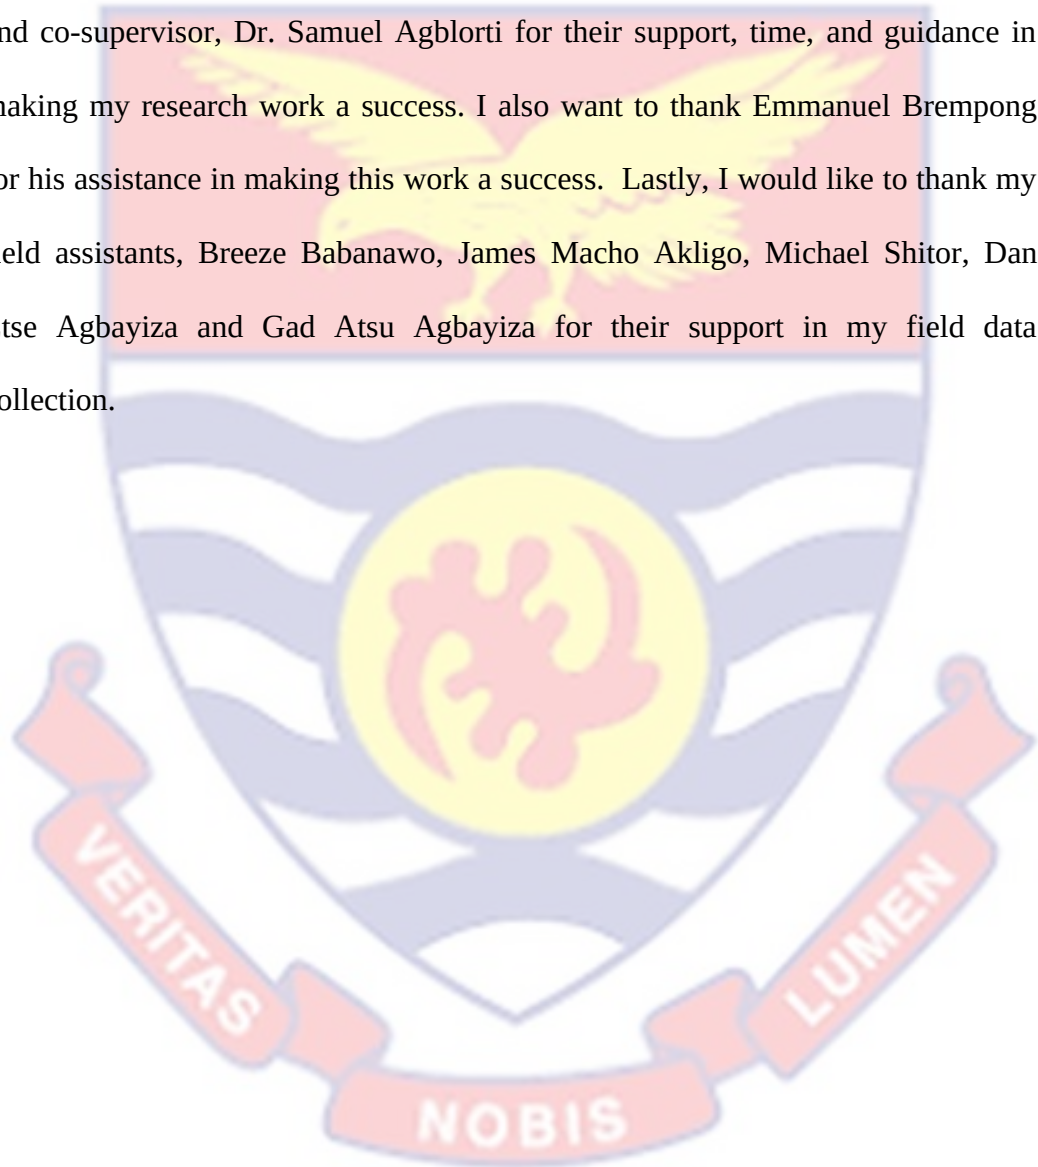 nd co-supervisor, Dr. Samuel Agblorti for their support, time, and guidance in
naking my research work a success. I also want to thank Emmanuel Brempong
or his assistance in making this work a success. Lastly, I would like to thank my
eld assistants, Breeze Babanawo, James Macho Akligo, Michael Shitor, Dan
tse Agbayiza and Gad Atsu Agbayiza for their support in my field data
ollection.
VERITAS
NOBIS
LUMEN